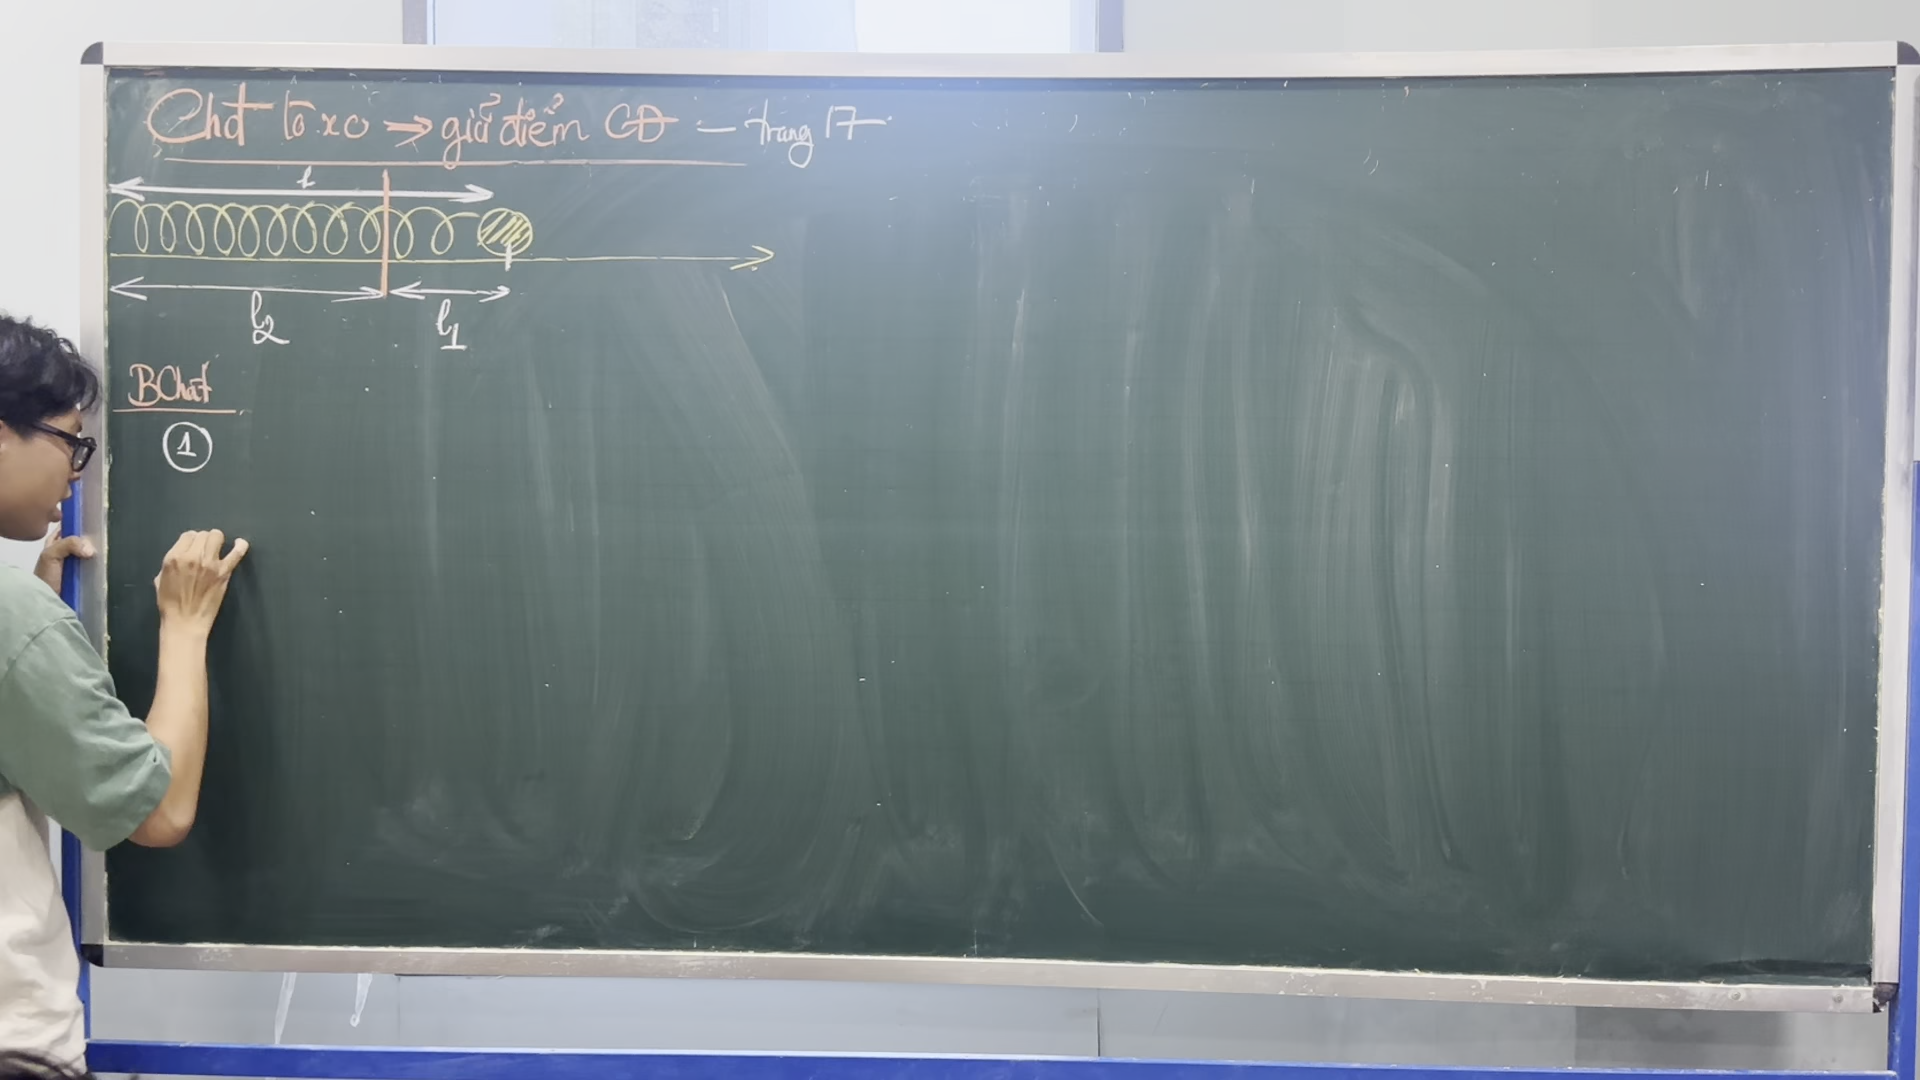 Chđ lò xo → giữ điểm CĐ – trang 17
l
l2 l1
BChất
1